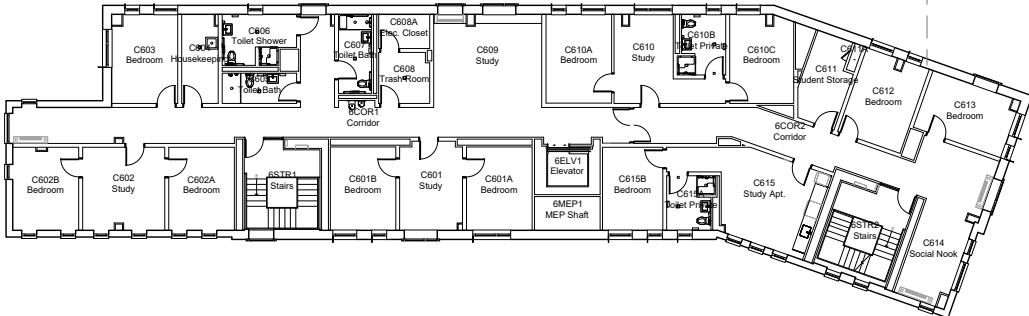 C603
Bedroom
C604
Housekeeping
C606
Toilet Shower
C605
Toilet Bath
C607
Toilet Bath
C608A
Elec. Closet
C608
Trash Room
C609
Study
C610A
Bedroom
C610
Study
C610B
Toilet Private
C610C
Bedroom
C611A
C611
Student Storage
C612
Bedroom
C613
Bedroom
6COR1
Corridor
6COR2
Corridor
C602B
Bedroom
C602
Study
C602A
Bedroom
6STR1
Stairs
C601B
Bedroom
C601
Study
C601A
Bedroom
6ELV1
Elevator
6MEP1
MEP Shaft
C615B
Bedroom
C615A
Toilet Private
C615
Study Apt.
6STR2
Stairs
C614
Social Nook